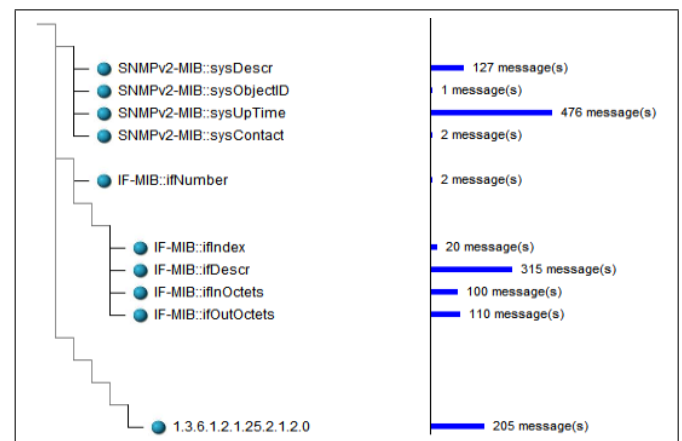 SNMPv2-MIB::sysDescr 127 message(s)
SNMPv2-MIB::sysObjectID 1 message(s)
SNMPv2-MIB::sysUpTime 476 message(s)
SNMPv2-MIB::sysContact 2 message(s)
IF-MIB::ifNumber 2 message(s)
IF-MIB::ifIndex 20 message(s)
IF-MIB::ifDescr 315 message(s)
IF-MIB::ifInOctets 100 message(s)
IF-MIB::ifOutOctets 110 message(s)
1.3.6.1.2.1.25.2.1.2.0 205 message(s)